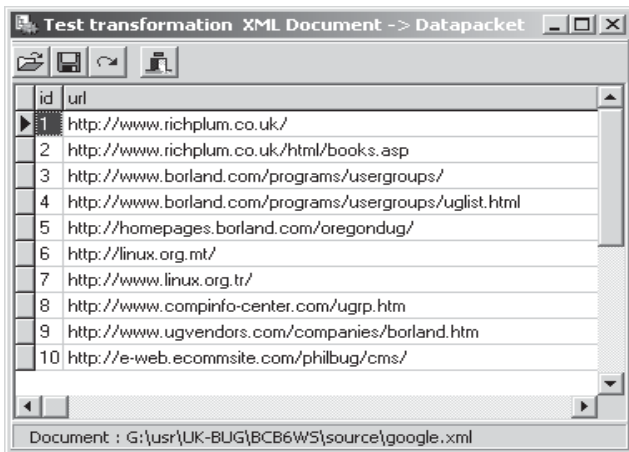 Test transformation XML Document -> Datapacket
id url
1 http://www.richplum.co.uk/
2 http://www.richplum.co.uk/html/books.asp
3 http://www.borland.com/programs/usergroups/
4 http://www.borland.com/programs/usergroups/uglist.html
5 http://homepages.borland.com/oregondug/
6 http://linux.org.mt/
7 http://www.linux.org.tr/
8 http://www.compinfo-center.com/ugrp.htm
9 http://www.ugvendors.com/companies/borland.htm
10 http://e-web.ecommsite.com/philbug/cms/
Document : G:\usr\UK-BUG\BCB6WS\source\google.xml